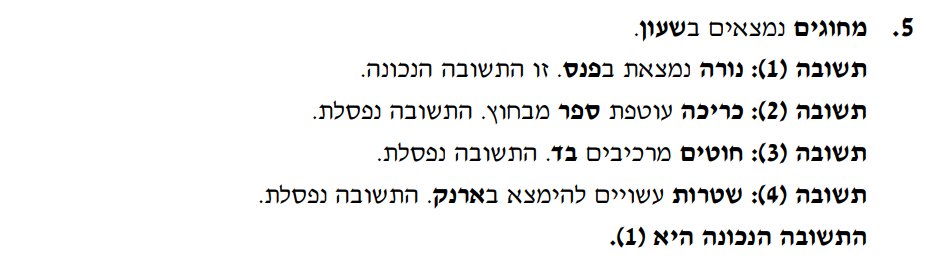 5. מחוגים נמצאים בשעון.
תשובה (1): נורה נמצאת בפנס. זו התשובה הנכונה.
תשובה (2): כריכה עוטפת ספר מבחוץ. התשובה נפסלת.
תשובה (3): חוטים מרכיבים בד. התשובה נפסלת.
תשובה (4): שטרות עשויים להימצא בארנק. התשובה נפסלת.
התשובה הנכונה היא (1).